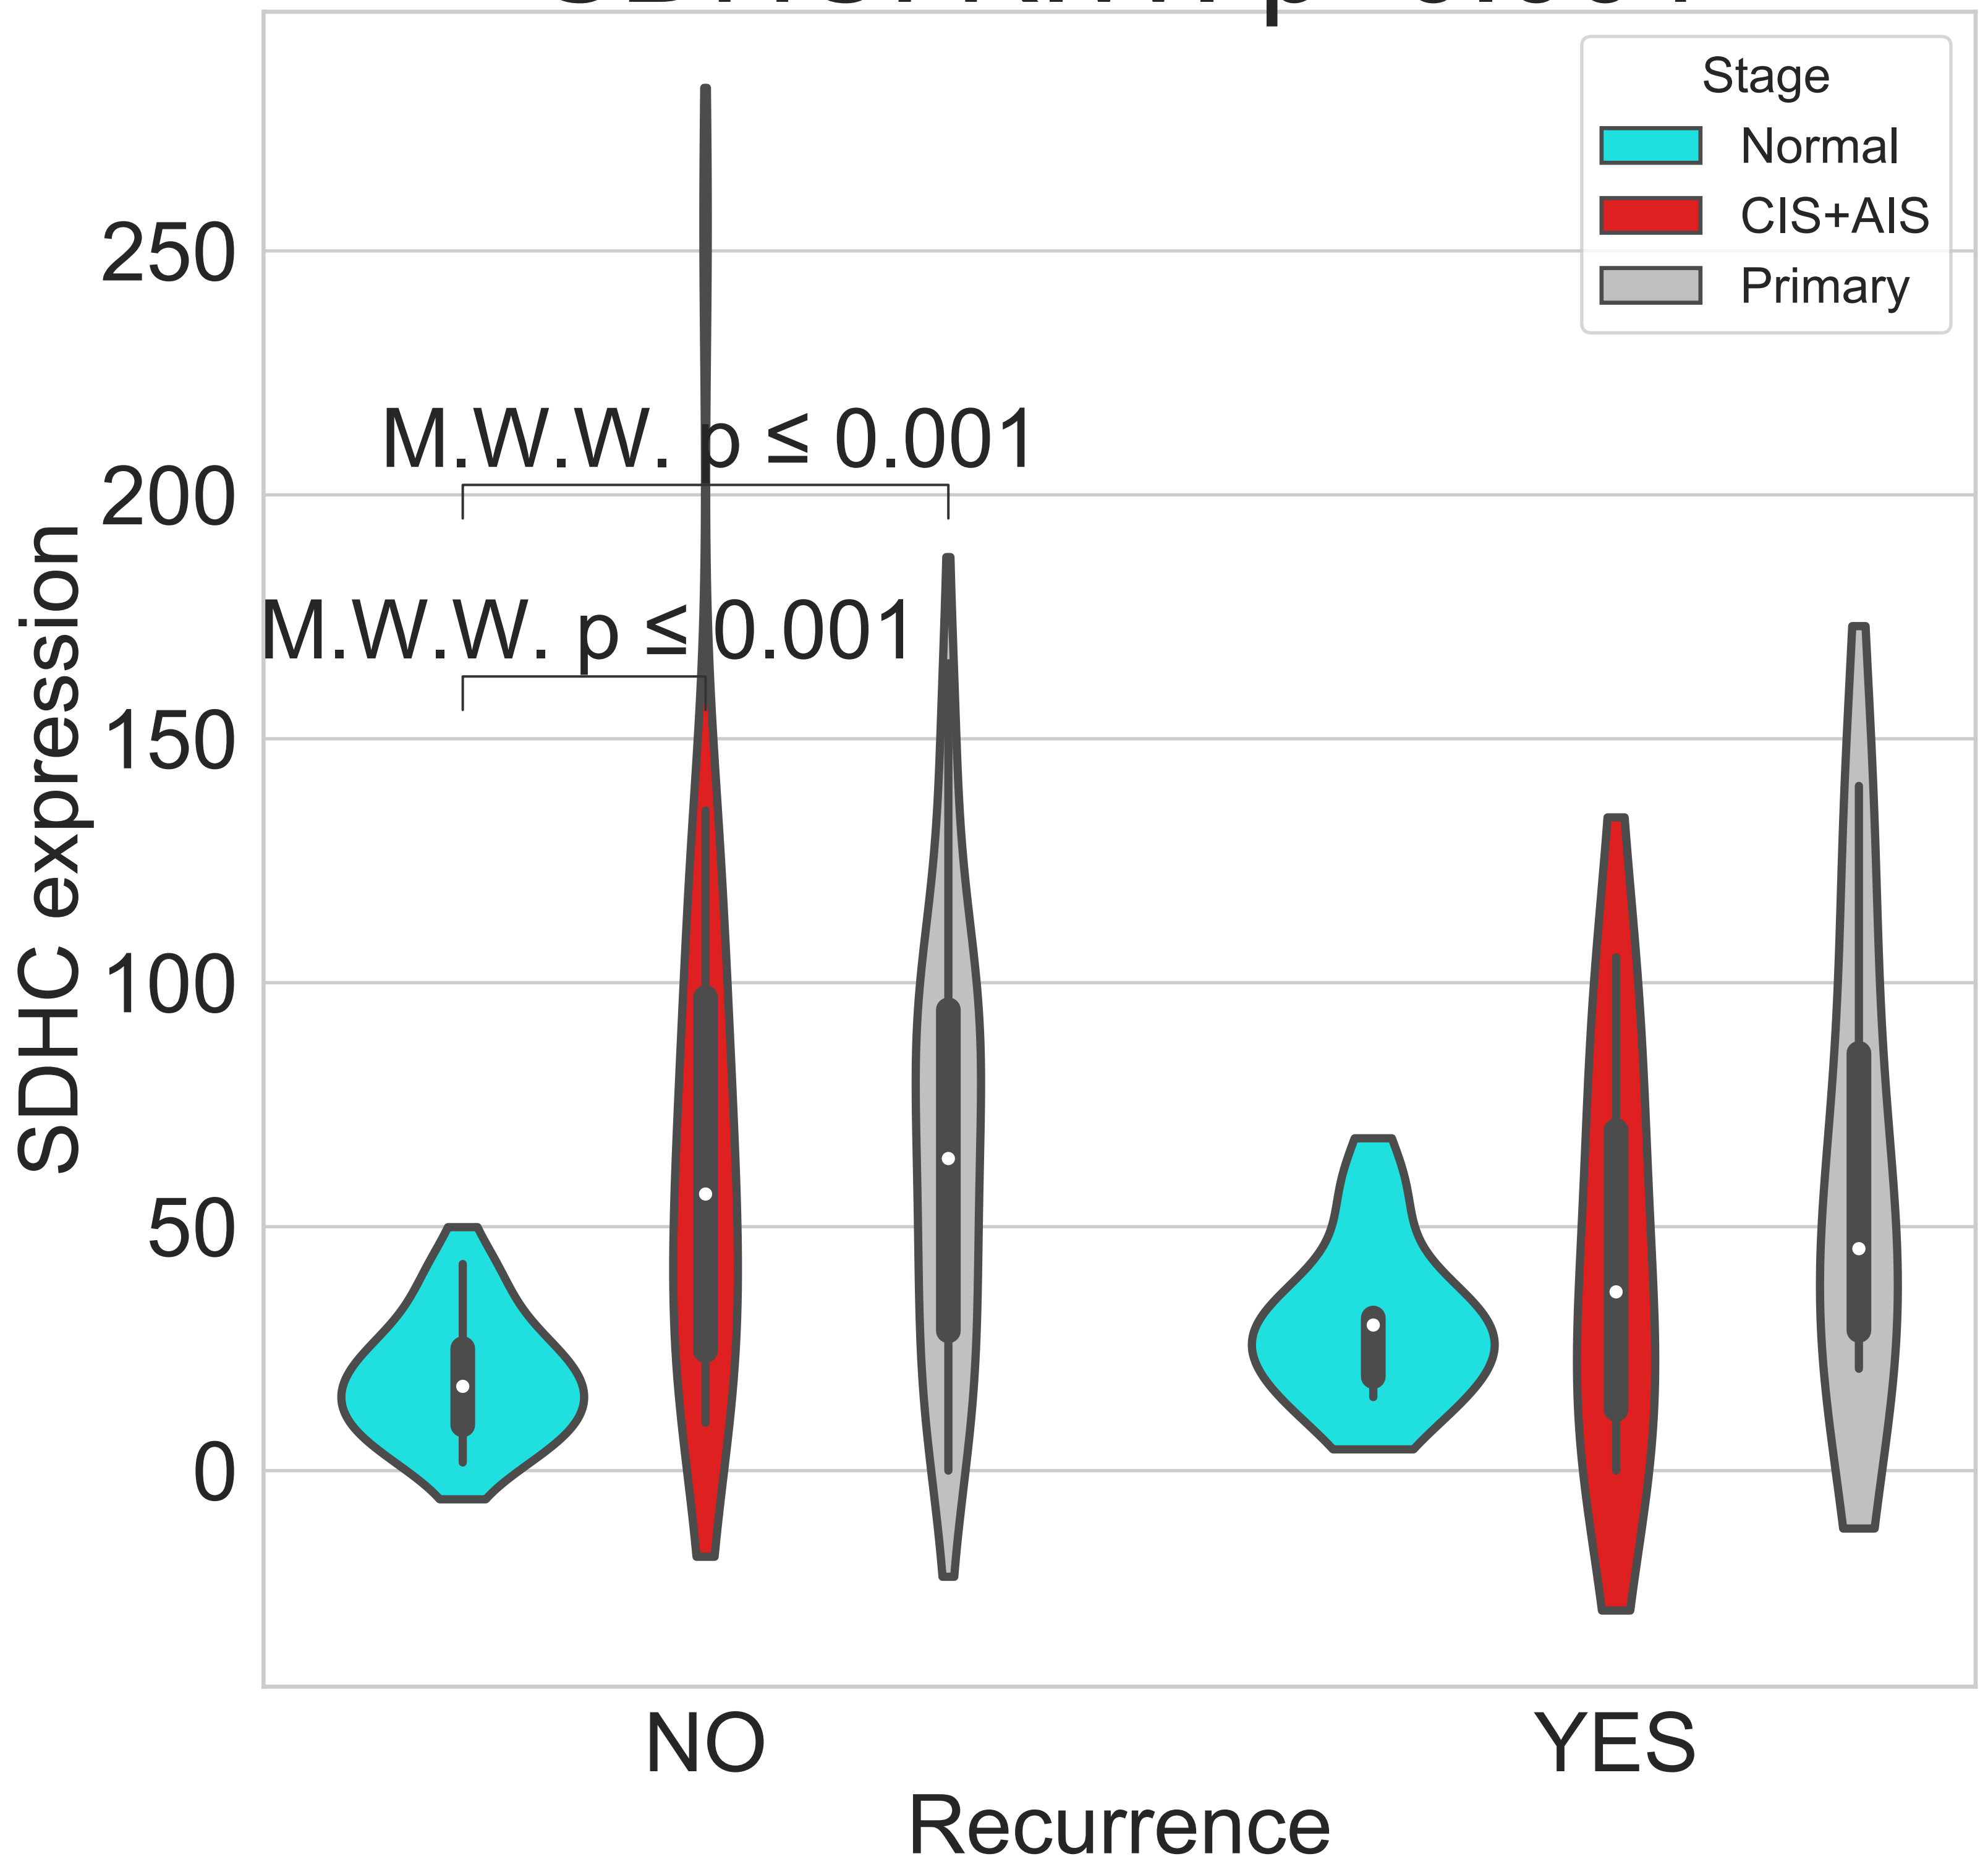 Stage
Normal
CIS+AIS
Primary
250
200
150
100
50
0
SDHC expression
M.W.W. p ≤ 0.001
M.W.W. p ≤ 0.001
NO
YES
Recurrence